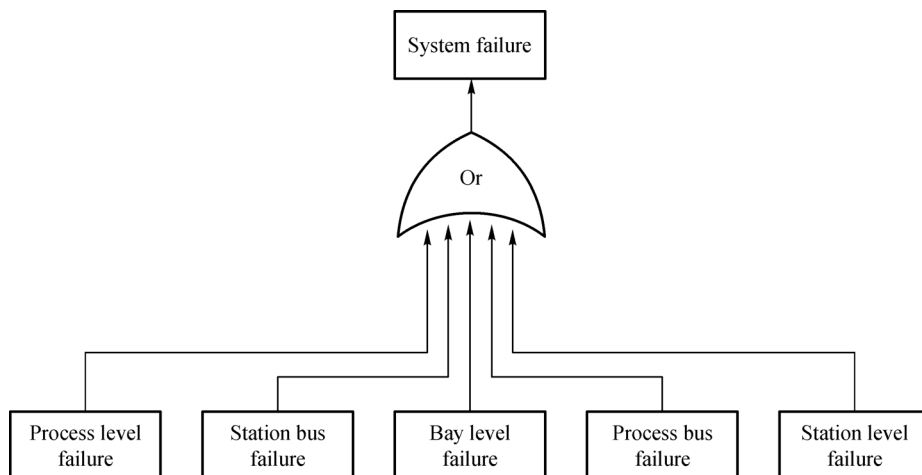 System failure
Or
Process level
failure
Station bus
failure
Bay level
failure
Process bus
failure
Station level
failure